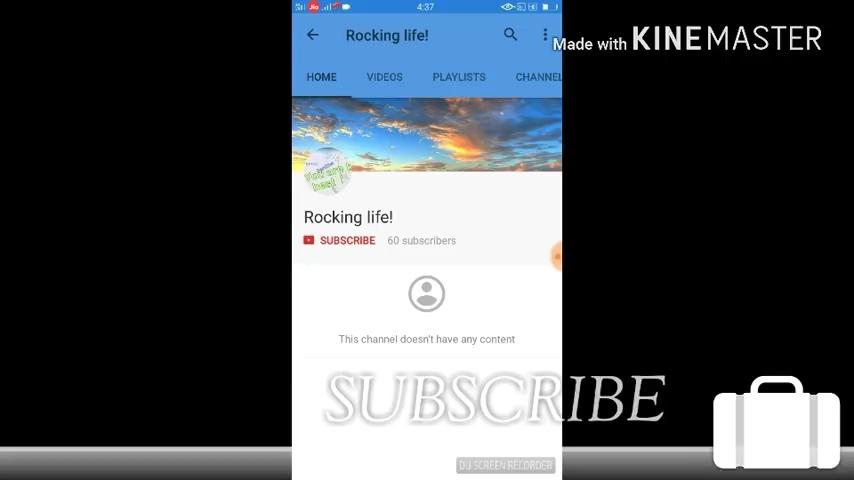 Jio 4:37
Rocking life!
Made with KINEMASTER
HOME VIDEOS PLAYLISTS CHANNEL
Rocking life!
SUBSCRIBE 60 subscribers
This channel doesn't have any content
SUBSCRIBE
DU SCREEN RECORDER